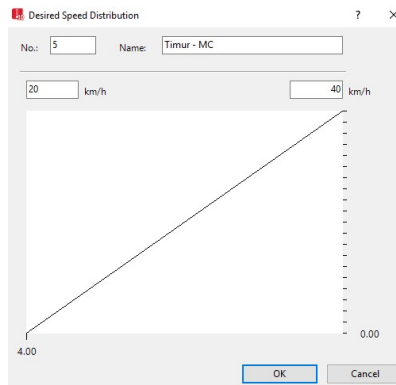 Desired Speed Distribution ? ×
No.: 5 Name: Timur - MC
20 km/h 40 km/h
0.00
4.00
OK Cancel